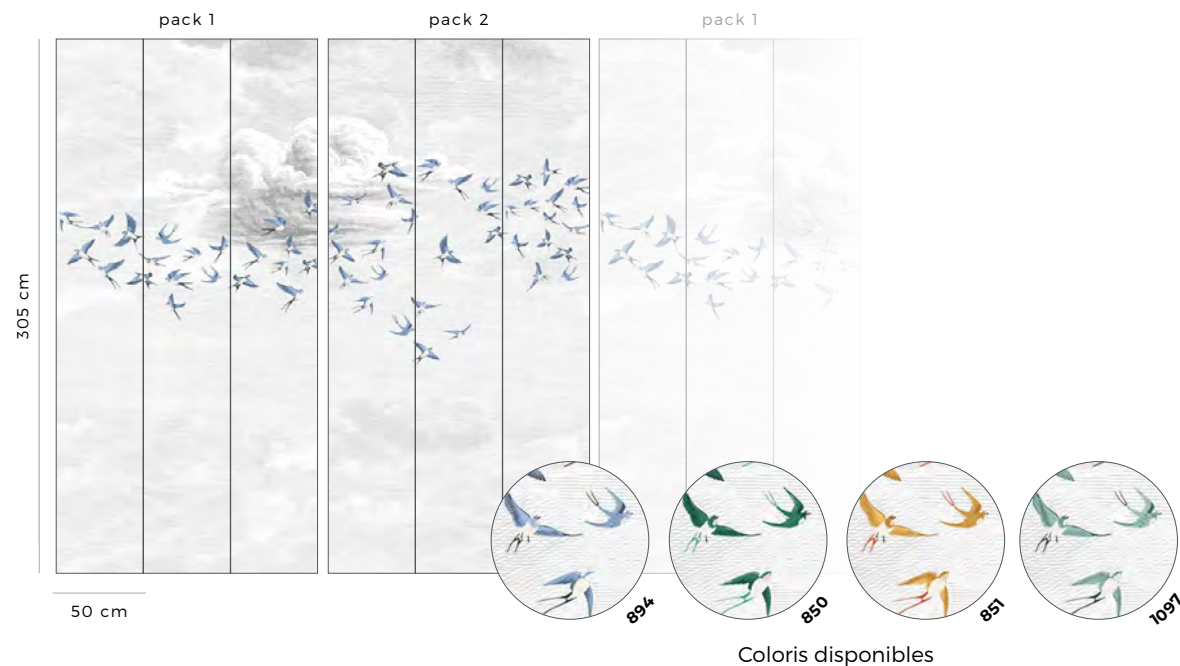 pack 1
pack 2
pack 1
305 cm
50 cm
894
850
851
1097
Coloris disponibles